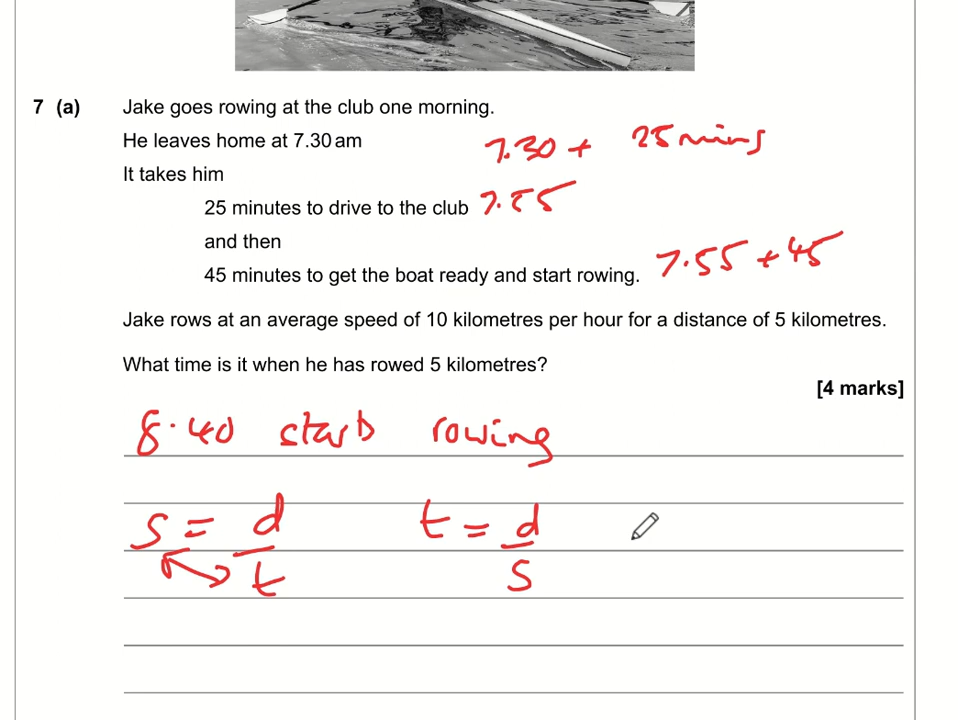 7 (a) Jake goes rowing at the club one morning.
He leaves home at 7.30 am
7.30 + 25 mins
It takes him
25 minutes to drive to the club 7.55
and then
45 minutes to get the boat ready and start rowing. 7.55 + 45
Jake rows at an average speed of 10 kilometres per hour for a distance of 5 kilometres.
What time is it when he has rowed 5 kilometres?
[4 marks]
8.40 starts rowing
s = d/t t = d/s